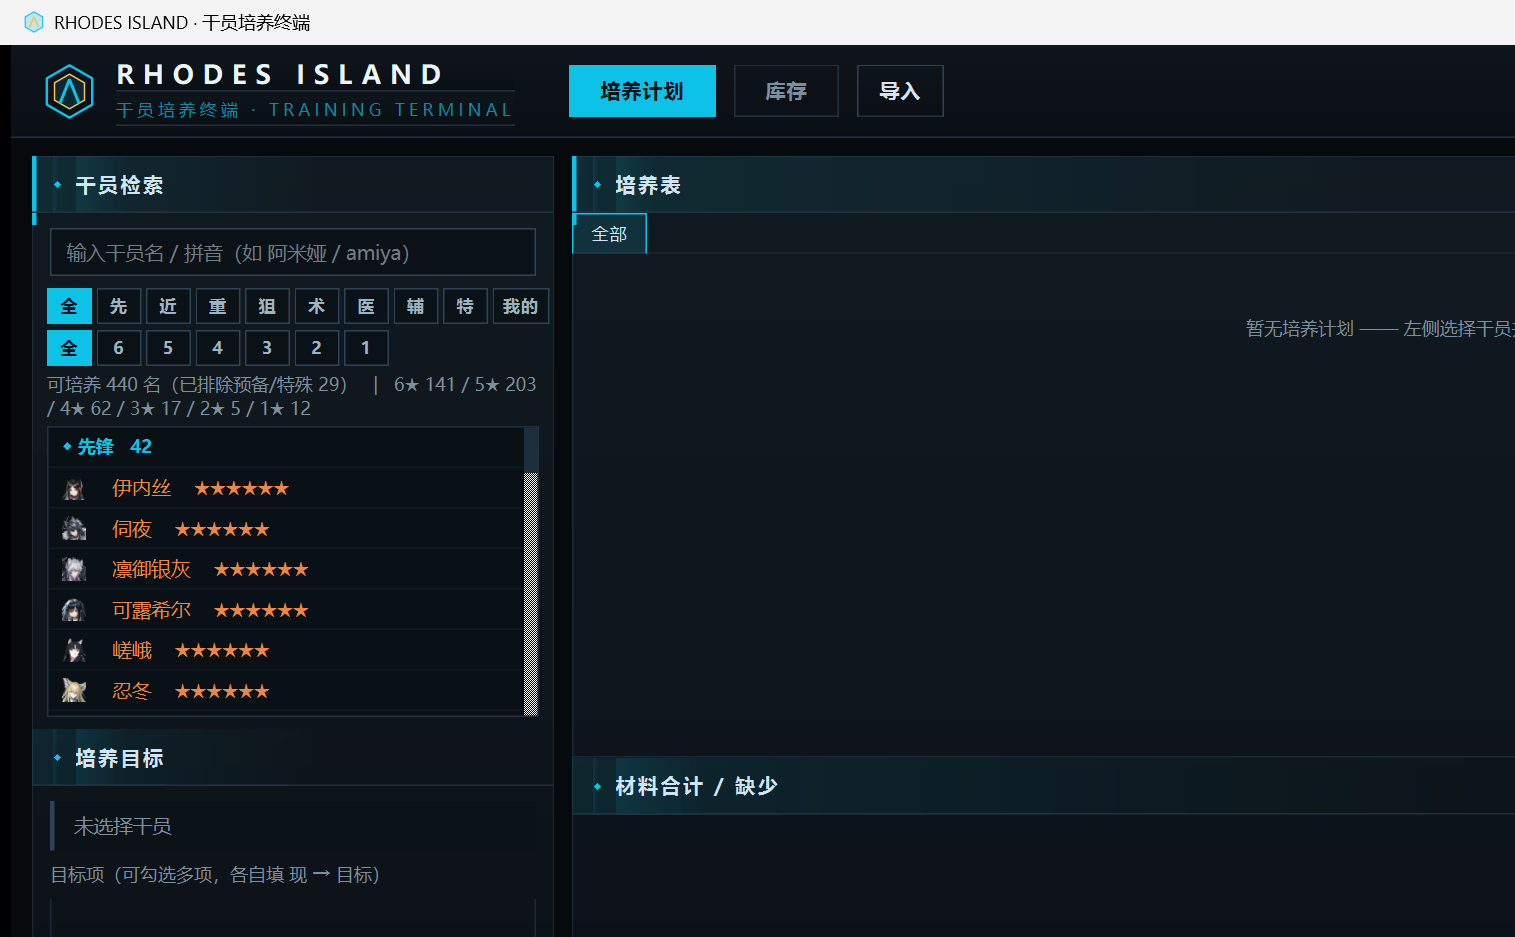 RHODES ISLAND · 干员培养终端
RHODES ISLAND
干员培养终端 · TRAINING TERMINAL
培养计划
库存
导入
干员检索
输入干员名 / 拼音（如 阿米娅 / amiya）
全 先 近 重 狙 术 医 辅 特 我的
全 6 5 4 3 2 1
可培养 440 名（已排除预备/特殊 29） | 6★ 141 / 5★ 203
/ 4★ 62 / 3★ 17 / 2★ 5 / 1★ 12
先锋 42
伊内丝 ★★★★★★
伺夜 ★★★★★★
凛御银灰 ★★★★★★
可露希尔 ★★★★★★
嵯峨 ★★★★★★
忍冬 ★★★★★★
培养目标
未选择干员
目标项（可勾选多项，各自填 现 → 目标）
培养表
全部
暂无培养计划 —— 左侧选择干员
材料合计 / 缺少